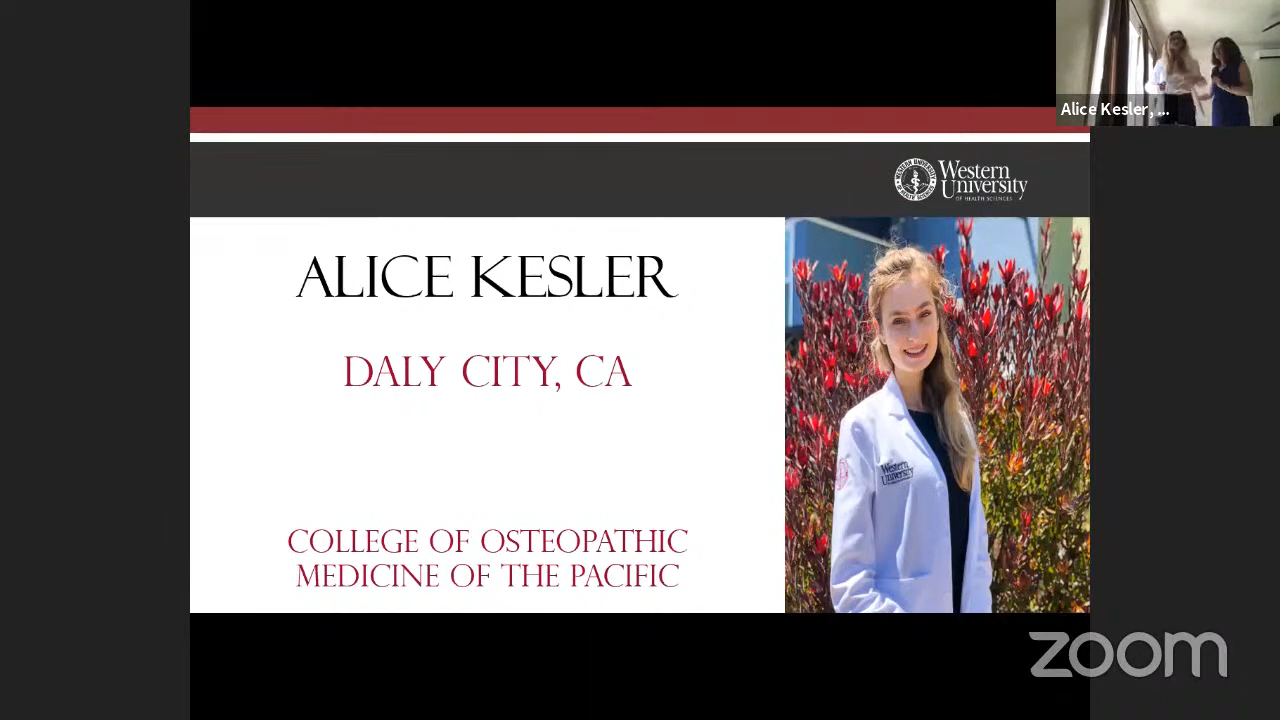 Alice Kesler, ...
Western
University
OF HEALTH SCIENCES
ALICE KESLER
DALY CITY, CA
Western
University
COLLEGE OF OSTEOPATHIC
MEDICINE OF THE PACIFIC
zoom